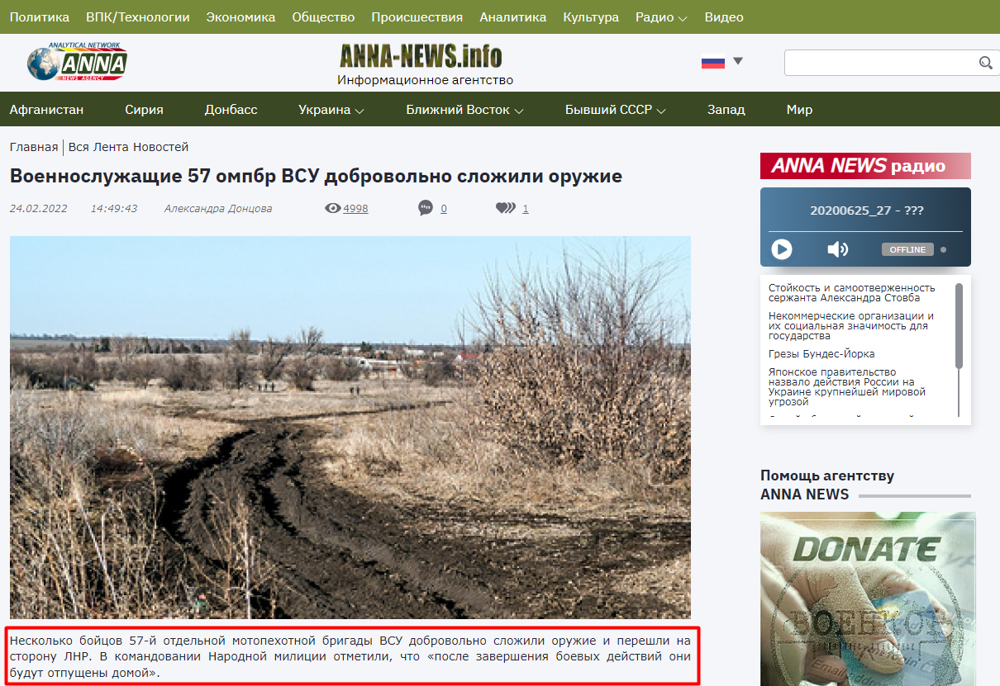 Политика ВПК/Технологии Экономика Общество Происшествия Аналитика Культура Радио Видео
ANALYTICAL NETWORK
ANNA
NEWS AGENCY
ANNA-NEWS.info
Информационное агентство
Афганистан Сирия Донбасс Украина Ближний Восток Бывший СССР Запад Мир
Главная Вся Лента Новостей
Военнослужащие 57 омпбр ВСУ добровольно сложили оружие
24.02.2022 14:49:43 Александра Донцова 4998 0 1
Несколько бойцов 57-й отдельной мотопехотной бригады ВСУ добровольно сложили оружие и перешли на
сторону ЛНР. В командовании Народной милиции отметили, что «после завершения боевых действий они
будут отпущены домой».
ANNA NEWS радио
20200625_27 - ???
OFFLINE
Стойкость и самоотверженность
сержанта Александра Стовба
Некоммерческие организации и
их социальная значимость для
государства
Грезы Бундес-Йорка
Японское правительство
назвало действия России на
Украине крупнейшей мировой
угрозой
Помощь агентству
ANNA NEWS
DONATE
ВОЕНКОР
Email